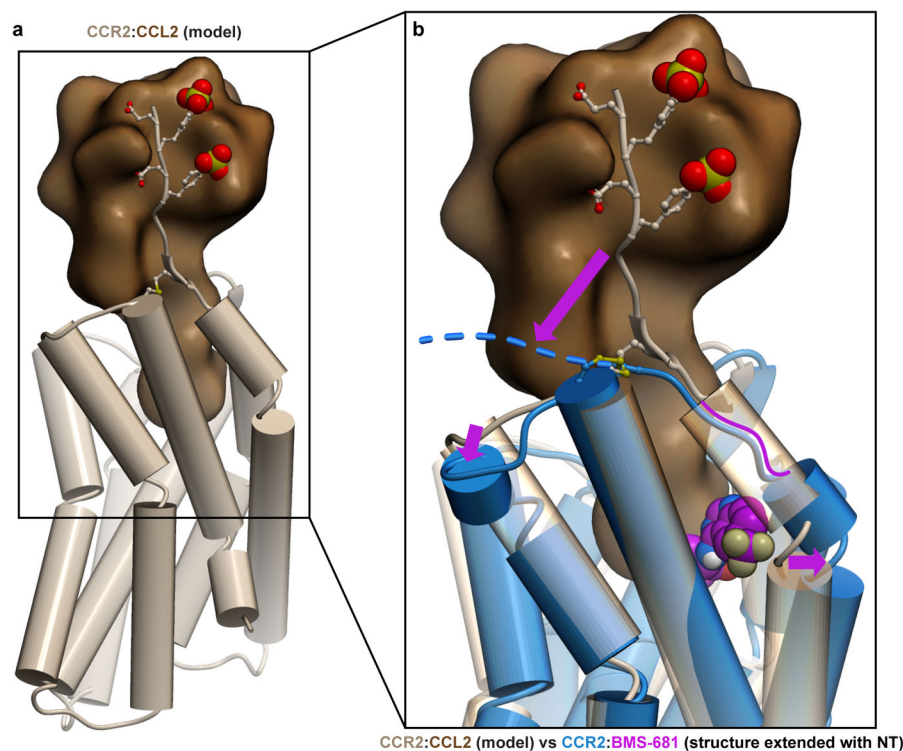 a
CCR2:CCL2 (model)
b
CCR2:CCL2 (model) vs CCR2:BMS-681 (structure extended with NT)